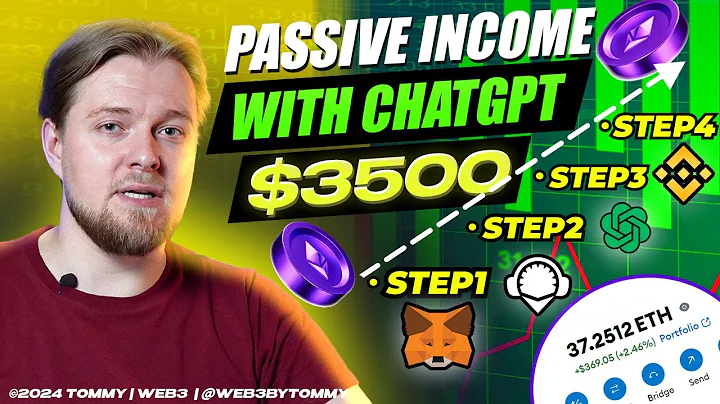 PASSIVE INCOME
WITH CHATGPT
$3500
STEP4
STEP3
STEP2
STEP1
37.2512 ETH
+$369.05 (+2.46%) Portfolio
Bridge
Send
©2024 TOMMY | WEB3 | @WEB3BYTOMMY